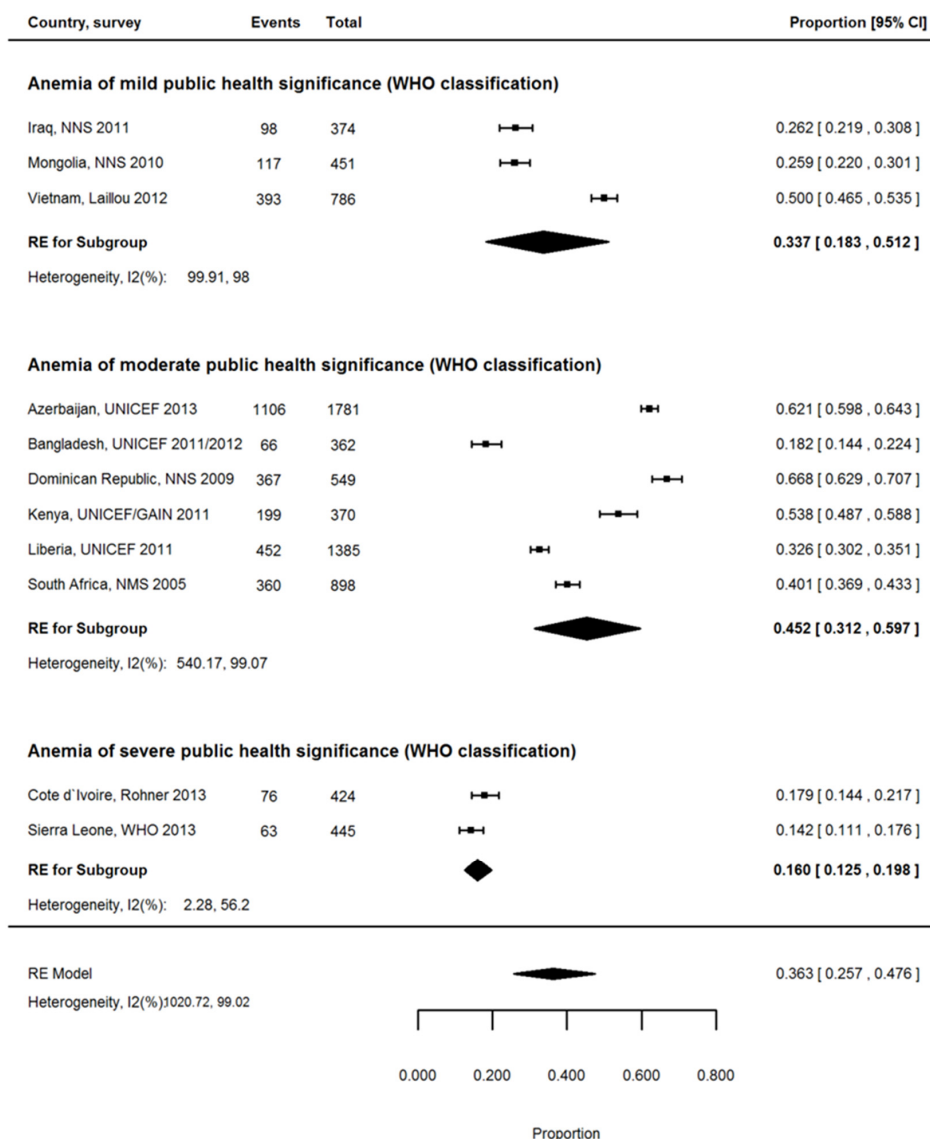 Country, survey Events Total Proportion [95% CI]
Anemia of mild public health significance (WHO classification)
Iraq, NNS 2011 98 374 0.262 [ 0.219 , 0.308 ]
Mongolia, NNS 2010 117 451 0.259 [ 0.220 , 0.301 ]
Vietnam, Laillou 2012 393 786 0.500 [ 0.465 , 0.535 ]
RE for Subgroup 0.337 [ 0.183 , 0.512 ]
Heterogeneity, I2(%): 99.91, 98
Anemia of moderate public health significance (WHO classification)
Azerbaijan, UNICEF 2013 1106 1781 0.621 [ 0.598 , 0.643 ]
Bangladesh, UNICEF 2011/2012 66 362 0.182 [ 0.144 , 0.224 ]
Dominican Republic, NNS 2009 367 549 0.668 [ 0.629 , 0.707 ]
Kenya, UNICEF/GAIN 2011 199 370 0.538 [ 0.487 , 0.588 ]
Liberia, UNICEF 2011 452 1385 0.326 [ 0.302 , 0.351 ]
South Africa, NMS 2005 360 898 0.401 [ 0.369 , 0.433 ]
RE for Subgroup 0.452 [ 0.312 , 0.597 ]
Heterogeneity, I2(%): 540.17, 99.07
Anemia of severe public health significance (WHO classification)
Cote d`Ivoire, Rohner 2013 76 424 0.179 [ 0.144 , 0.217 ]
Sierra Leone, WHO 2013 63 445 0.142 [ 0.111 , 0.176 ]
RE for Subgroup 0.160 [ 0.125 , 0.198 ]
Heterogeneity, I2(%): 2.28, 56.2
RE Model 0.363 [ 0.257 , 0.476 ]
Heterogeneity, I2(%):1020.72, 99.02
0.000 0.200 0.400 0.600 0.800
Proportion